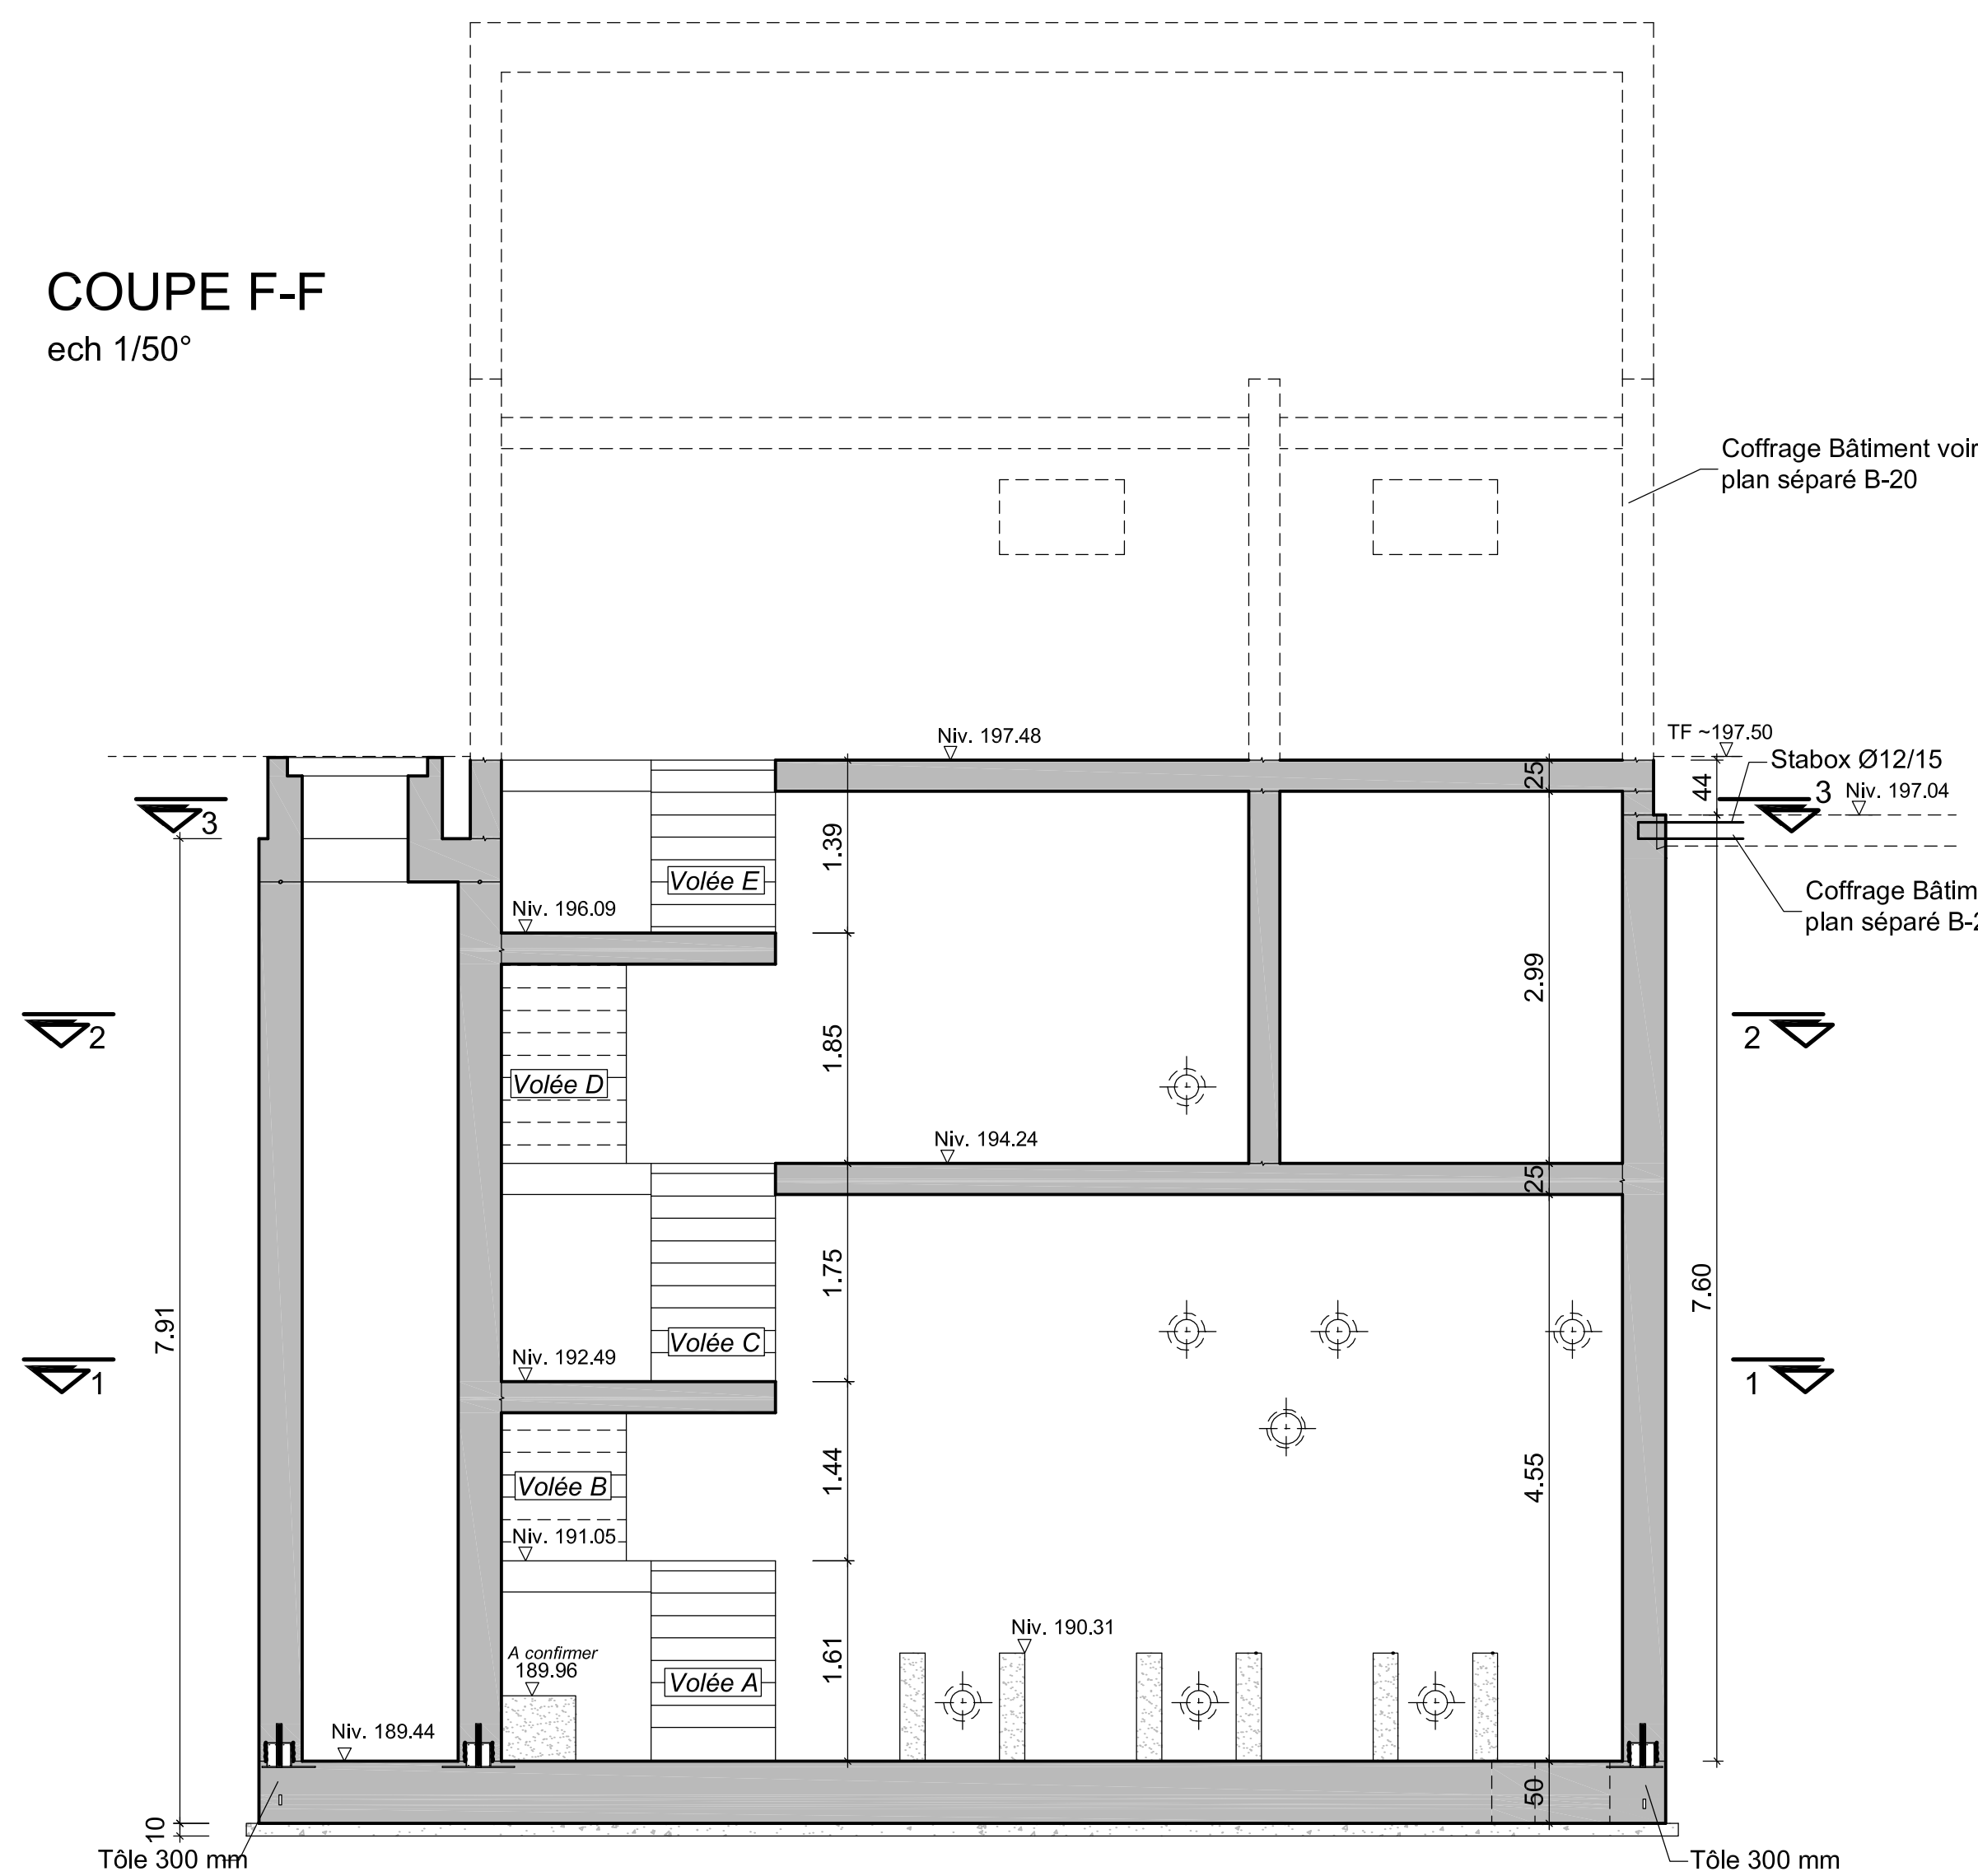 COUPE F-F
ech 1/50°
Coffrage Bâtiment voir
plan séparé B-20
Niv. 197.48
TF ~197.50
Stabox Ø12/15
25
44
3
3
Niv. 197.04
1.39
Volée E
Coffrage Bâtim
plan séparé B-2
Niv. 196.09
2.99
2
2
1.85
Volée D
Niv. 194.24
25
1.75
7.60
7.91
Volée C
Niv. 192.49
1
1
1.44
4.55
Volée B
Niv. 191.05
Niv. 190.31
1.61
A confirmer
189.96
Volée A
Niv. 189.44
50
10
Tôle 300 mm
Tôle 300 mm